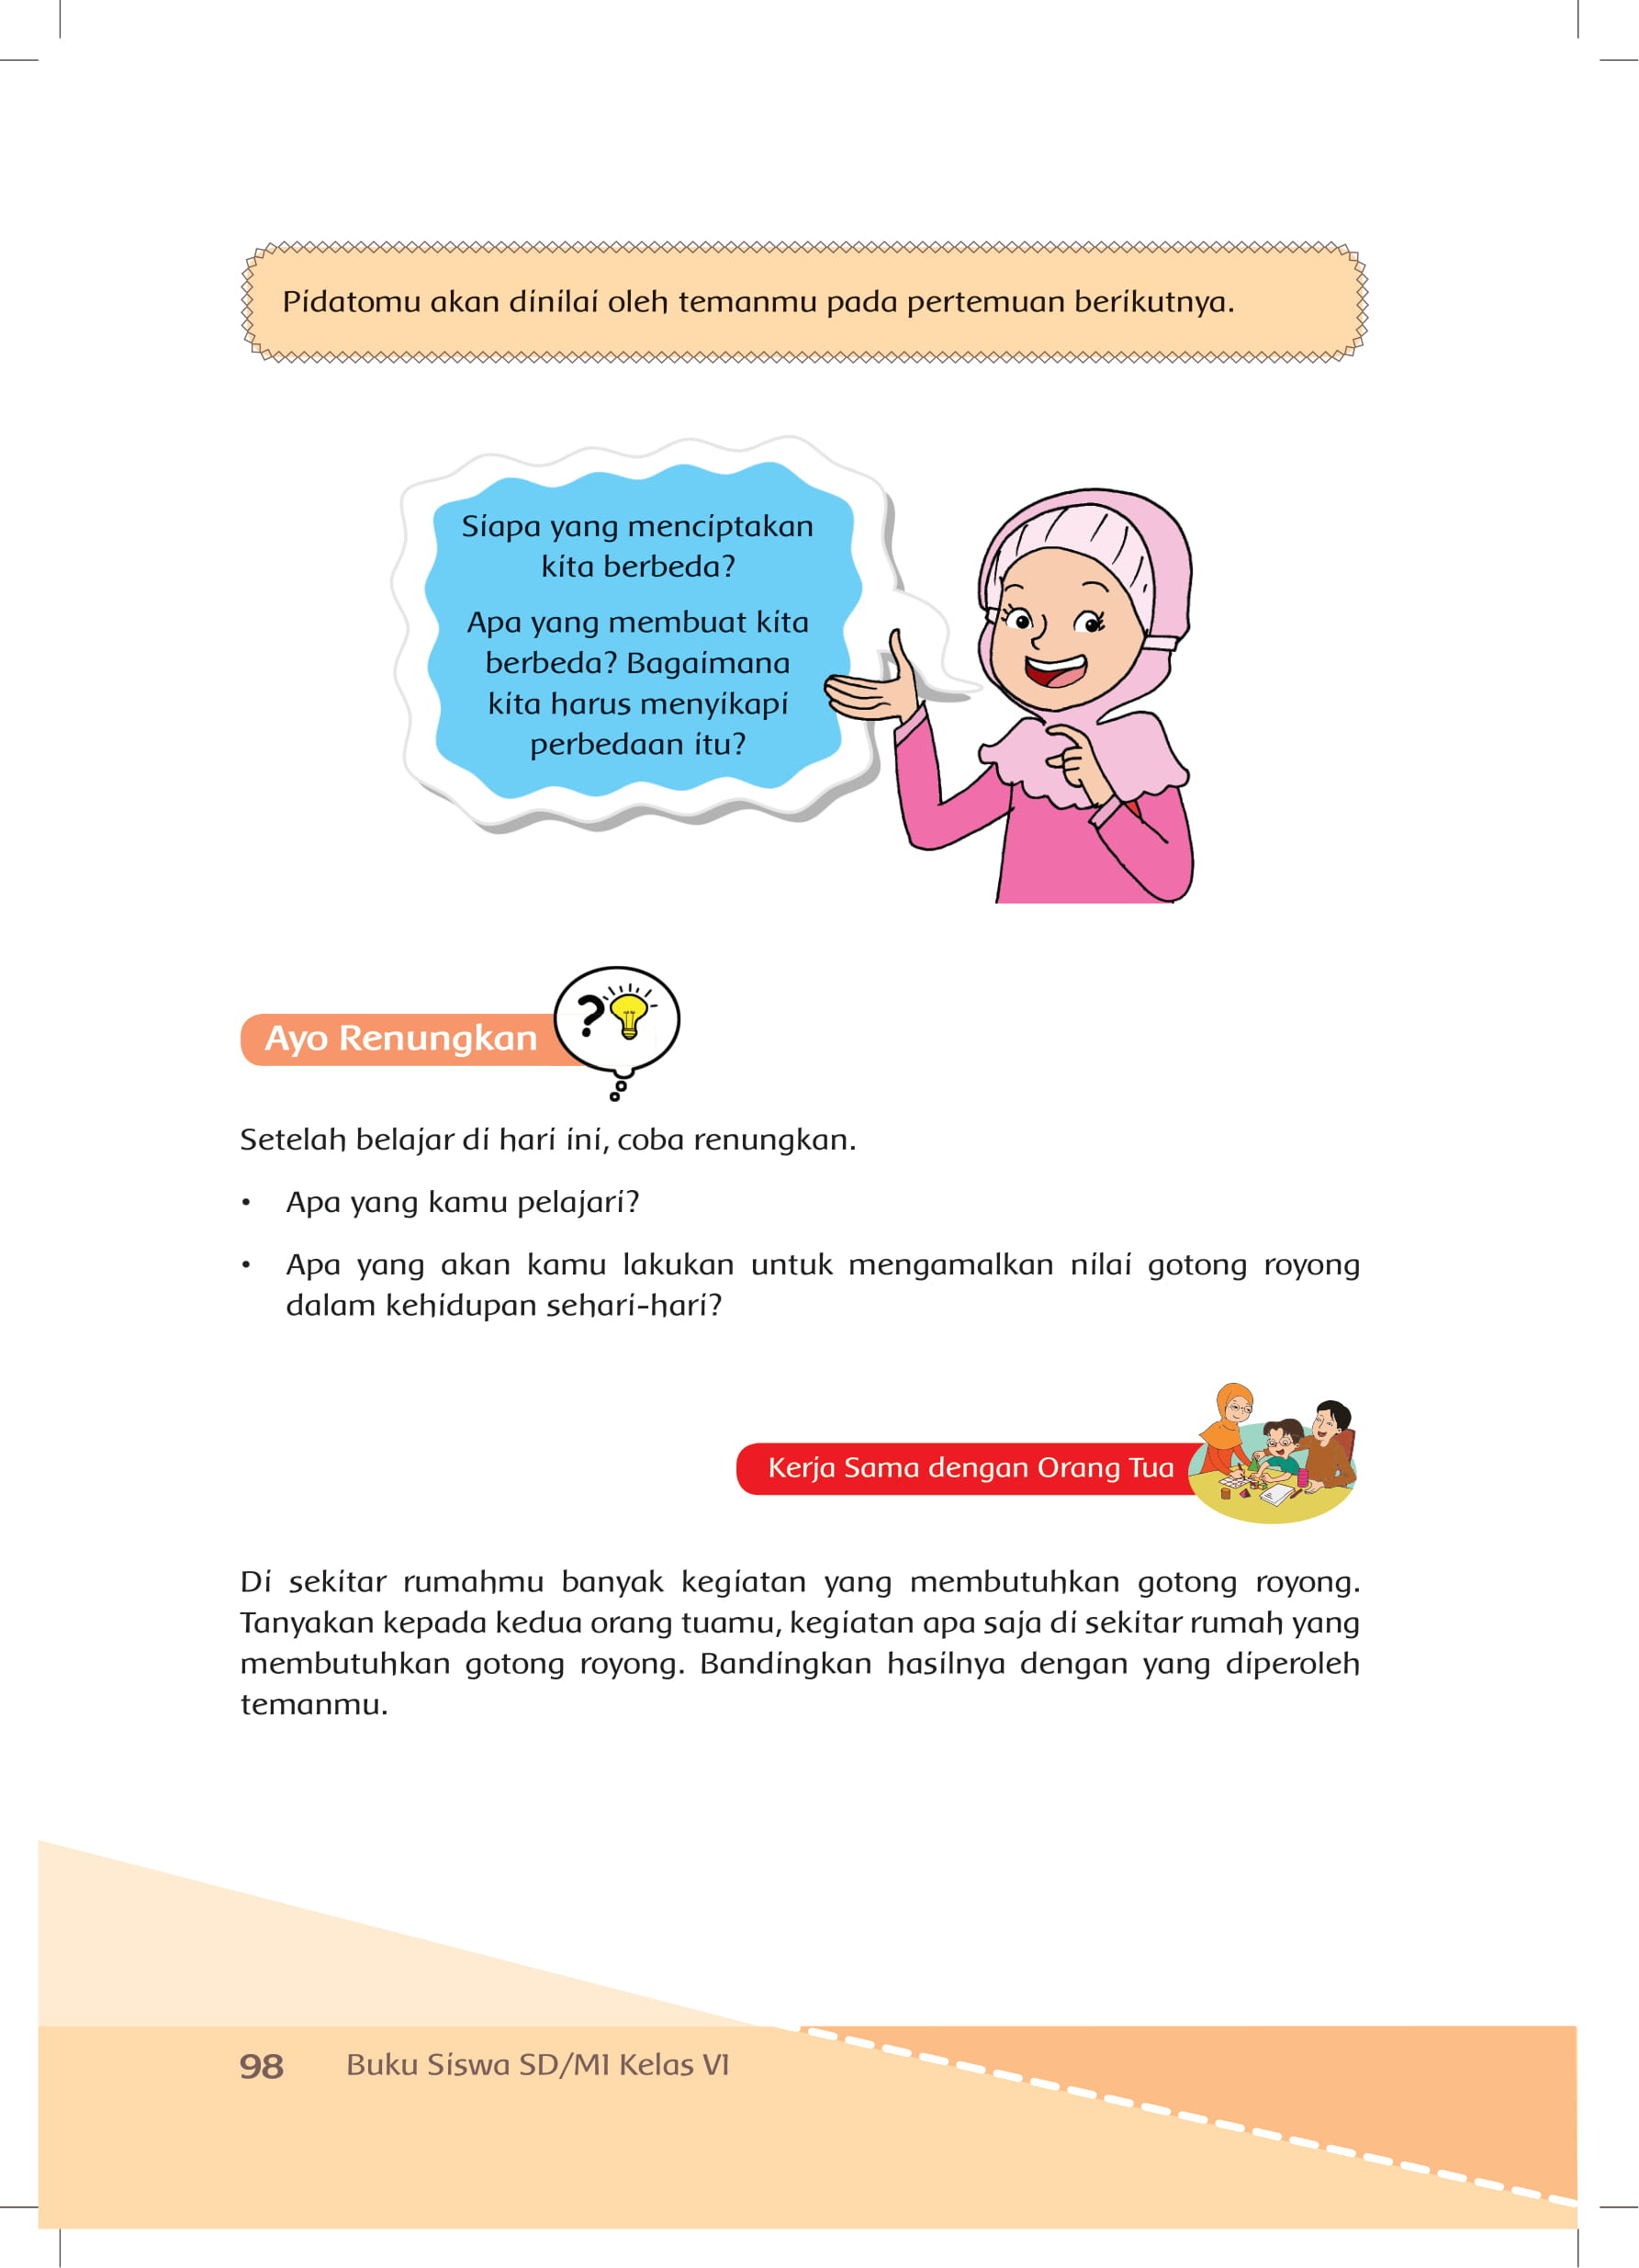 Pidatomu akan dinilai oleh temanmu pada pertemuan berikutnya.
Siapa yang menciptakan
kita berbeda?
Apa yang membuat kita
berbeda? Bagaimana
kita harus menyikapi
perbedaan itu?
?
Ayo Renungkan
Setelah belajar di hari ini, coba renungkan.
• Apa yang kamu pelajari?
• Apa yang akan kamu lakukan untuk mengamalkan nilai gotong royong
dalam kehidupan sehari-hari?
Kerja Sama dengan Orang Tua
Di sekitar rumahmu banyak kegiatan yang membutuhkan gotong royong.
Tanyakan kepada kedua orang tuamu, kegiatan apa saja di sekitar rumah yang
membutuhkan gotong royong. Bandingkan hasilnya dengan yang diperoleh
temanmu.
98 Buku Siswa SD/MI Kelas VI